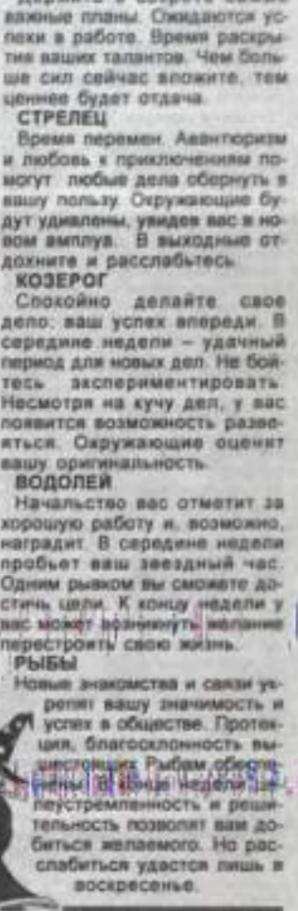 важные планы. Ожидаются ус-
пехи в работе. Время раскры-
тия ваших талантов. Чем боль-
ше сил сейчас вложите, тем
ценнее будет отдача.
СТРЕЛЕЦ
Время перемен. Авантюризм
и любовь к приключениям по-
могут любые дела обернуть в
вашу пользу. Окружающие бу-
дут удивлены, увидев вас в но-
вом амплуа. В выходные от-
дохните и расслабьтесь.
КОЗЕРОГ
Спокойно делайте свое
дело: ваш успех впереди. В
середине недели – удачный
период для новых дел. Не бой-
тесь экспериментировать.
Несмотря на кучу дел, у вас
появится возможность разве-
яться. Окружающие оценят
вашу оригинальность.
ВОДОЛЕЙ
Начальство вас отметит за
хорошую работу и, возможно,
наградит. В середине недели
пробьет ваш звездный час.
Одним рывком вы сможете до-
стичь цели. К концу недели у
вас может возникнуть желание
перестроить свою жизнь.
РЫБЫ
Новые знакомства и связи ук-
репят вашу значимость и
успех в обществе. Протек-
ция, благосклонность вы-
шестоящих Рыбам обеспе-
чены. В конце недели це-
леустремленность и реши-
тельность позволят вам до-
биться желаемого. Но рас-
слабиться удастся лишь в
воскресенье.